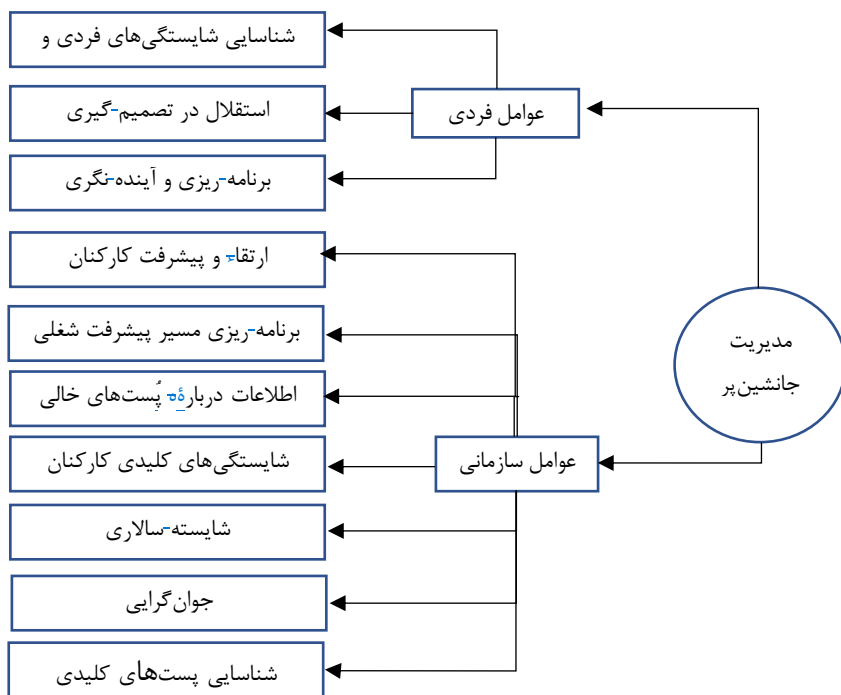 شناسایی شایستگی‌های فردی و
استقلال در تصمیم-گیری
عوامل فردی
برنامه-ریزی و آینده-نگری
ارتقاء و پیشرفت کارکنان
برنامه-ریزی مسیر پیشرفت شغلی
مدیریت
جانشین‌پر
اطلاعات دربارۀ پُست‌های خالی
عوامل سازمانی
شایستگی‌های کلیدی کارکنان
شایسته-سالاری
جوان‌گرایی
شناسایی پست‌های کلیدی